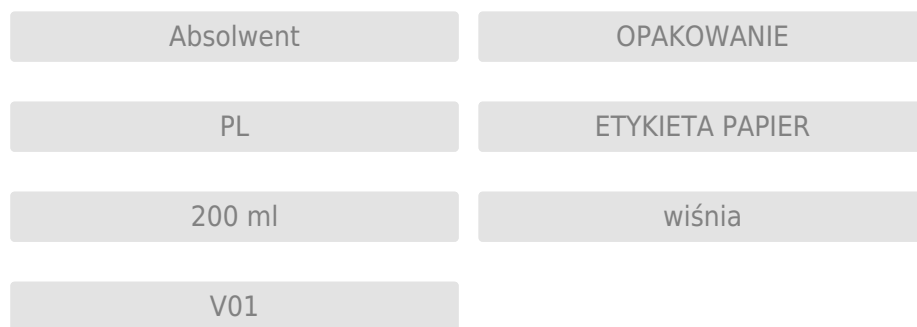 Absolwent
OPAKOWANIE
PL
ETYKIETA PAPIER
200 ml
wiśnia
V01